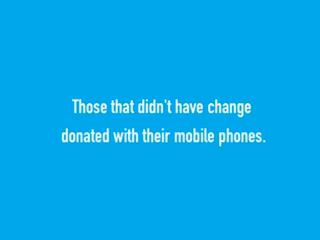 Those that didn't have change
donated with their mobile phones.